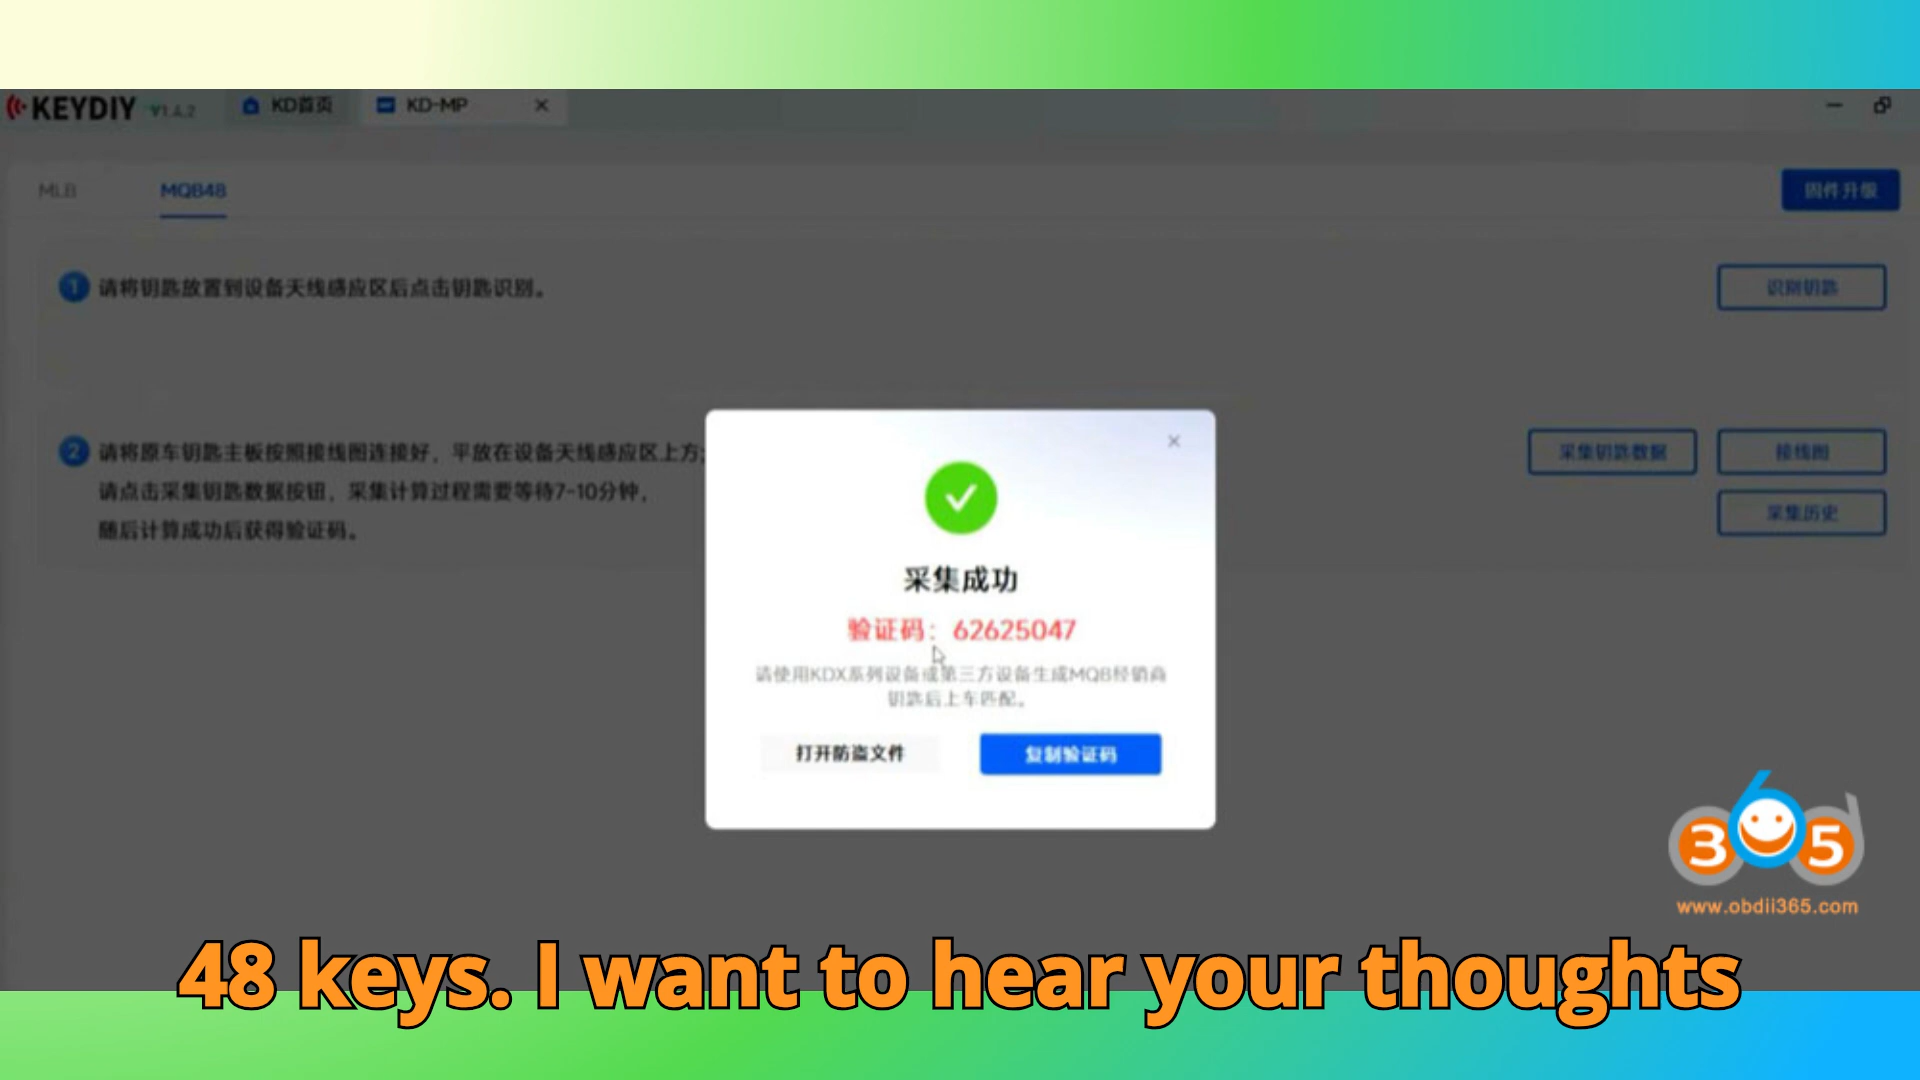 KEYDIY V1.4.2 KD首页 KD-MP
MLB MQB48 固件升级
1 请将钥匙放置到设备天线感应区后点击钥匙识别。 识别钥匙
2 请将原车钥匙主板按照接线图连接好，平放在设备天线感应区上方; 采集钥匙数据 接线图
请点击采集钥匙数据按钮，采集计算过程需要等待7-10分钟，
采集历史
随后计算成功后获得验证码。
采集成功
验证码：62625047
请使用KDX系列设备或第三方设备生成MQB经销商
钥匙后上车匹配。
打开防盗文件 复制验证码
365
www.obdii365.com
48 keys. I want to hear your thoughts